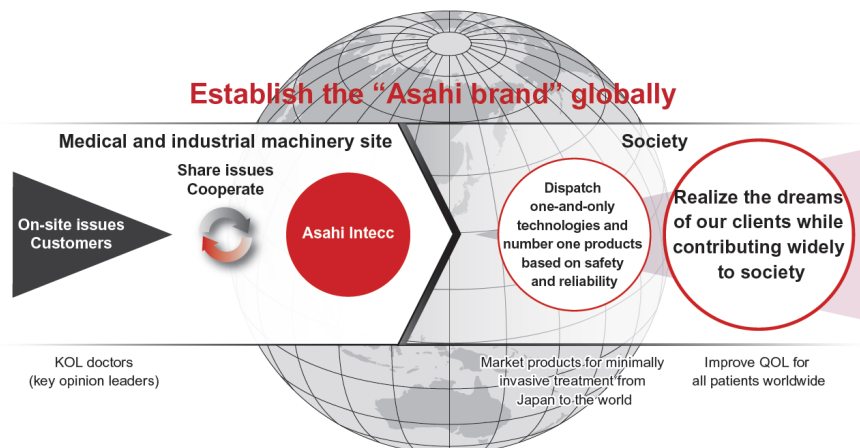 Establish the “Asahi brand” globally
Medical and industrial machinery site
Society
Share issues
Cooperate
On-site issues
Customers
Asahi Intecc
Dispatch
one-and-only
technologies and
number one products
based on safety
and reliability
Realize the dreams
of our clients while
contributing widely
to society
KOL doctors
(key opinion leaders)
Market products for minimally
invasive treatment from
Japan to the world
Improve QOL for
all patients worldwide